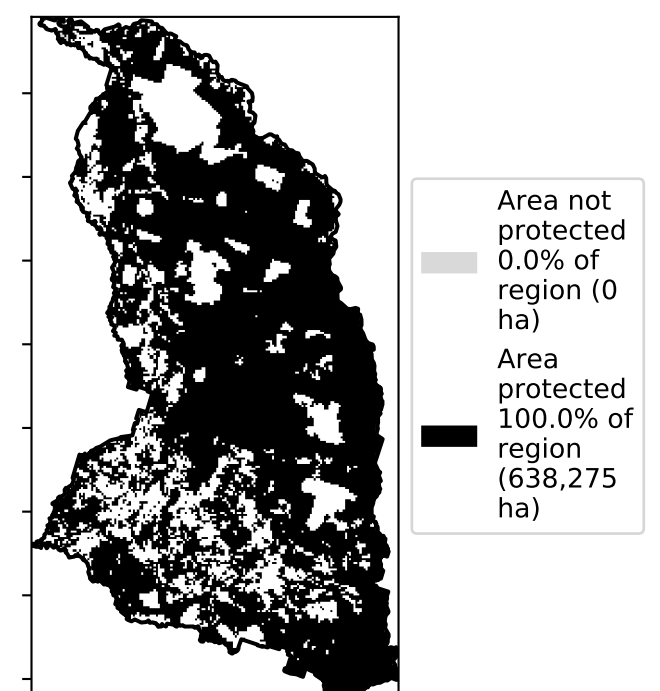 Area not
protected
0.0% of
region (0
ha)
Area
protected
100.0% of
region
(638,275
ha)